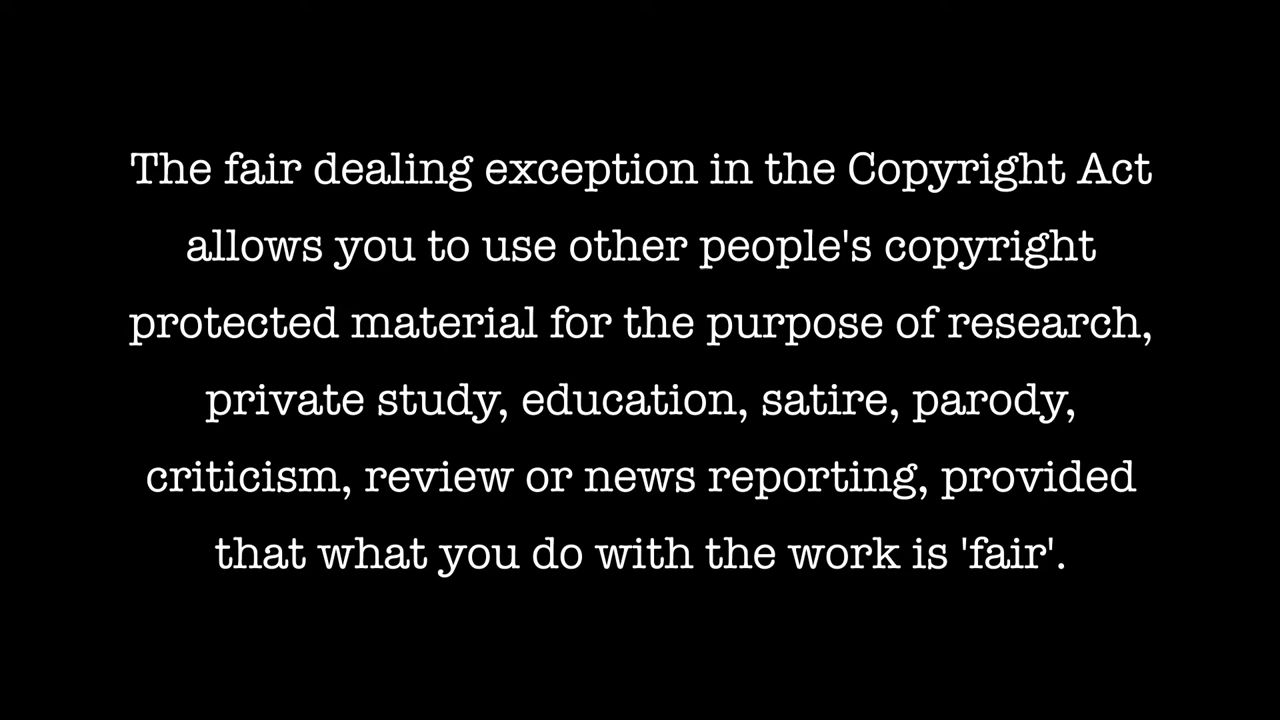 The fair dealing exception in the Copyright Act
allows you to use other people's copyright
protected material for the purpose of research,
private study, education, satire, parody,
criticism, review or news reporting, provided
that what you do with the work is 'fair'.